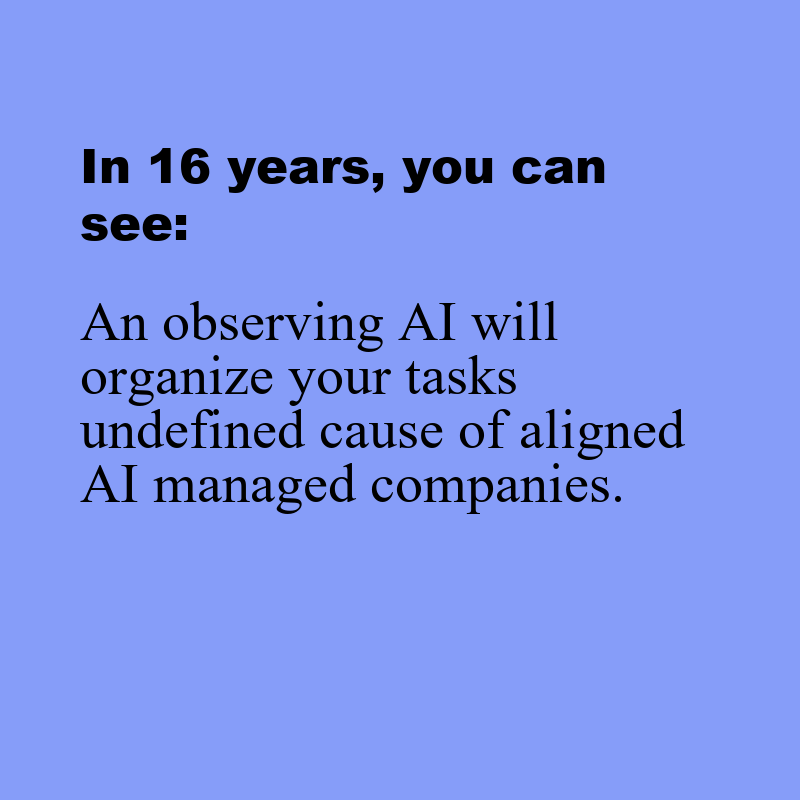 In 16 years, you can
see:
An observing AI will
organize your tasks
undefined cause of aligned
AI managed companies.